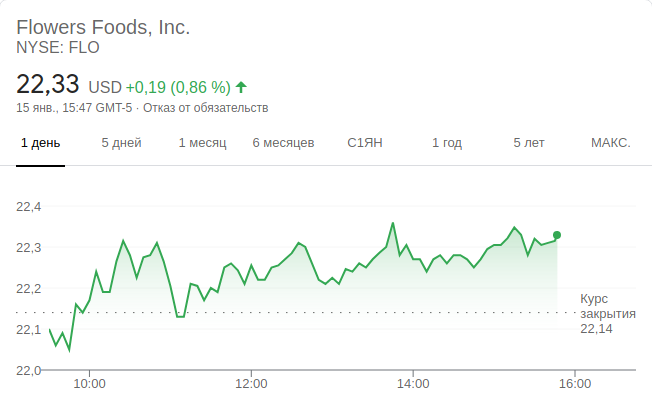 Flowers Foods, Inc.
NYSE: FLO
22,33 USD +0,19 (0,86 %)
15 янв., 15:47 GMT-5 · Отказ от обязательств
1 день 5 дней 1 месяц 6 месяцев С1ЯН 1 год 5 лет МАКС.
22,4
22,3
22,2
22,1
22,0
Курс
закрытия
22,14
10:00 12:00 14:00 16:00